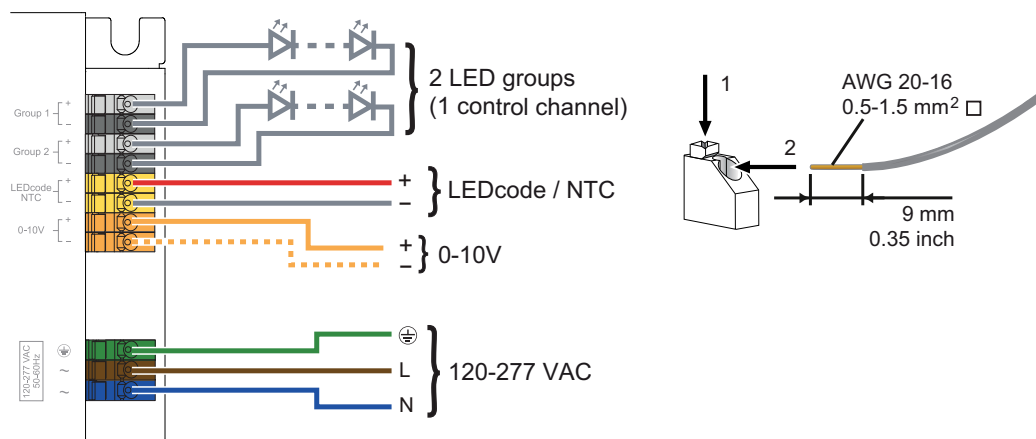 Group 1
+
−
Group 2
+
−
LEDcode
NTC
+
−
0-10V
+
−
2 LED groups
(1 control channel)
+
−
LEDcode / NTC
+
−
0-10V
120-277 VAC
50-60Hz
~
~
L
N
120-277 VAC
1
2
AWG 20-16
0.5-1.5 mm²
9 mm
0.35 inch